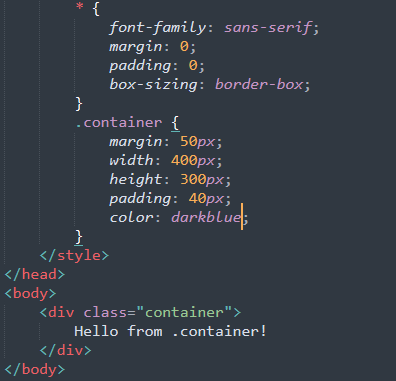 * {
font-family: sans-serif;
margin: 0;
padding: 0;
box-sizing: border-box;
}
.container {
margin: 50px;
width: 400px;
height: 300px;
padding: 40px;
color: darkblue;
}
</style>
</head>
<body>
<div class="container">
Hello from .container!
</div>
</body>